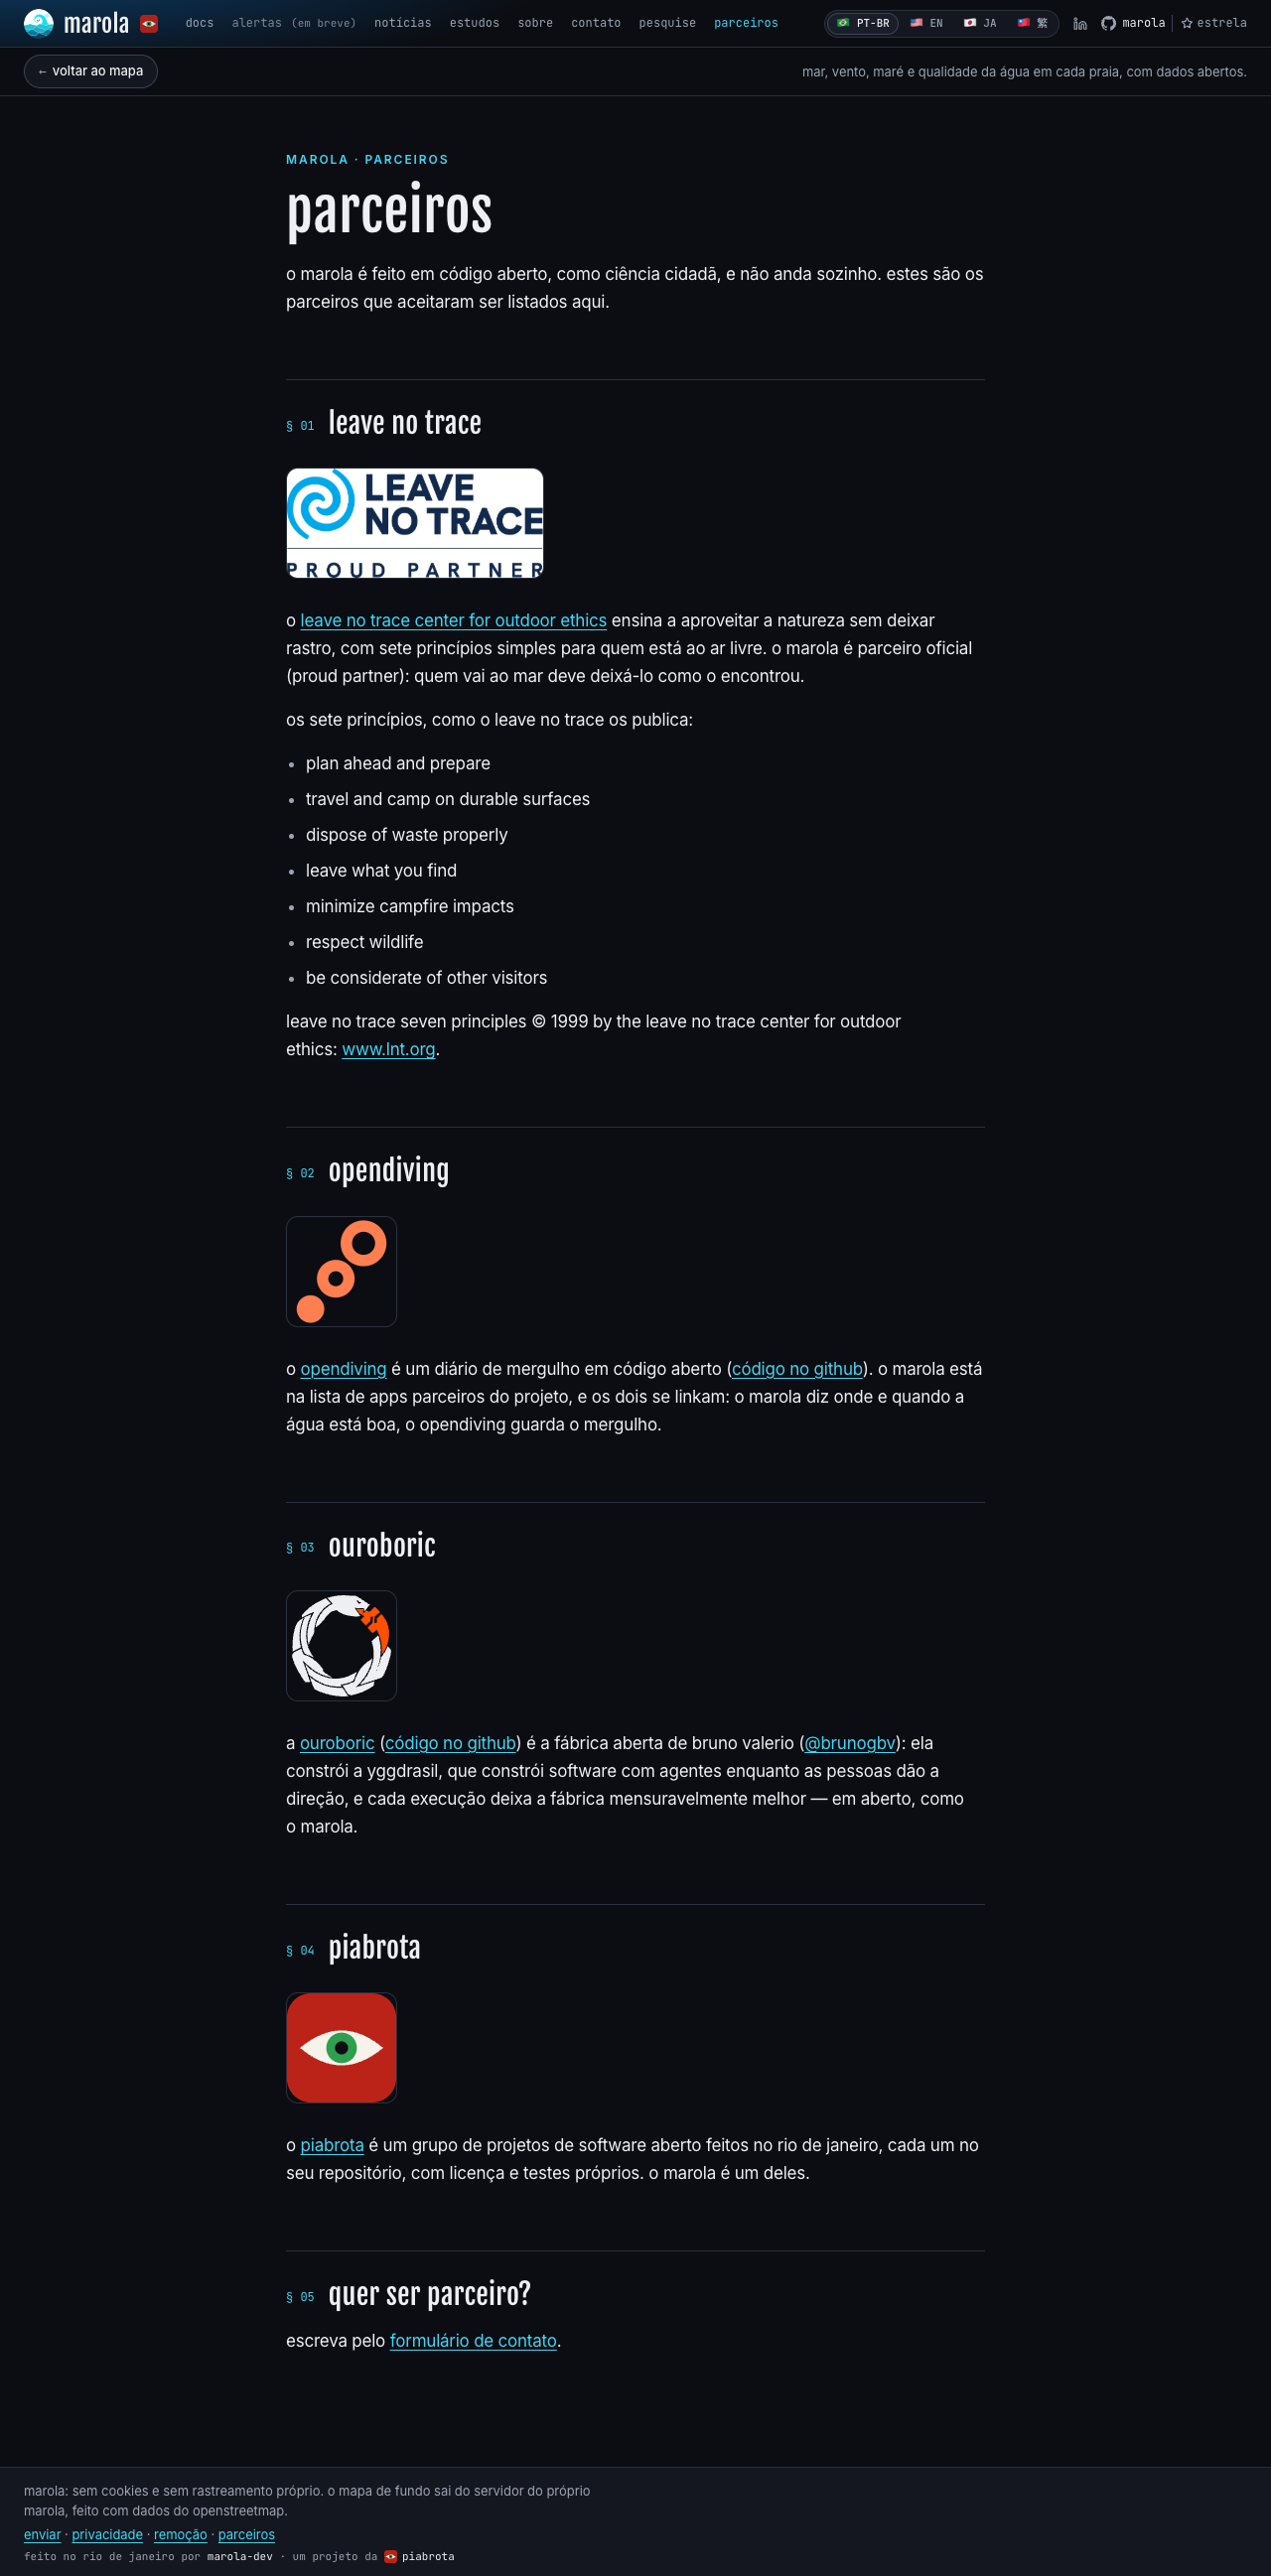 marola
docs alertas (em breve) notícias estudos sobre contato pesquise parceiros
PT-BR EN JA 繁 marola estrela
← voltar ao mapa
mar, vento, maré e qualidade da água em cada praia, com dados abertos.
MAROLA · PARCEIROS
parceiros
o marola é feito em código aberto, como ciência cidadã, e não anda sozinho. estes são os
parceiros que aceitaram ser listados aqui.
§ 01 leave no trace
LEAVE
NO TRACE
PROUD PARTNER
o leave no trace center for outdoor ethics ensina a aproveitar a natureza sem deixar
rastro, com sete princípios simples para quem está ao ar livre. o marola é parceiro oficial
(proud partner): quem vai ao mar deve deixá-lo como o encontrou.
os sete princípios, como o leave no trace os publica:
• plan ahead and prepare
• travel and camp on durable surfaces
• dispose of waste properly
• leave what you find
• minimize campfire impacts
• respect wildlife
• be considerate of other visitors
leave no trace seven principles © 1999 by the leave no trace center for outdoor
ethics: www.lnt.org.
§ 02 opendiving
o opendiving é um diário de mergulho em código aberto (código no github). o marola está
na lista de apps parceiros do projeto, e os dois se linkam: o marola diz onde e quando a
água está boa, o opendiving guarda o mergulho.
§ 03 ouroboric
a ouroboric (código no github) é a fábrica aberta de bruno valerio (@brunogbv): ela
constrói a yggdrasil, que constrói software com agentes enquanto as pessoas dão a
direção, e cada execução deixa a fábrica mensuravelmente melhor — em aberto, como
o marola.
§ 04 piabrota
o piabrota é um grupo de projetos de software aberto feitos no rio de janeiro, cada um no
seu repositório, com licença e testes próprios. o marola é um deles.
§ 05 quer ser parceiro?
escreva pelo formulário de contato.
marola: sem cookies e sem rastreamento próprio. o mapa de fundo sai do servidor do próprio
marola, feito com dados do openstreetmap.
enviar · privacidade · remoção · parceiros
feito no rio de janeiro por marola-dev · um projeto da piabrota